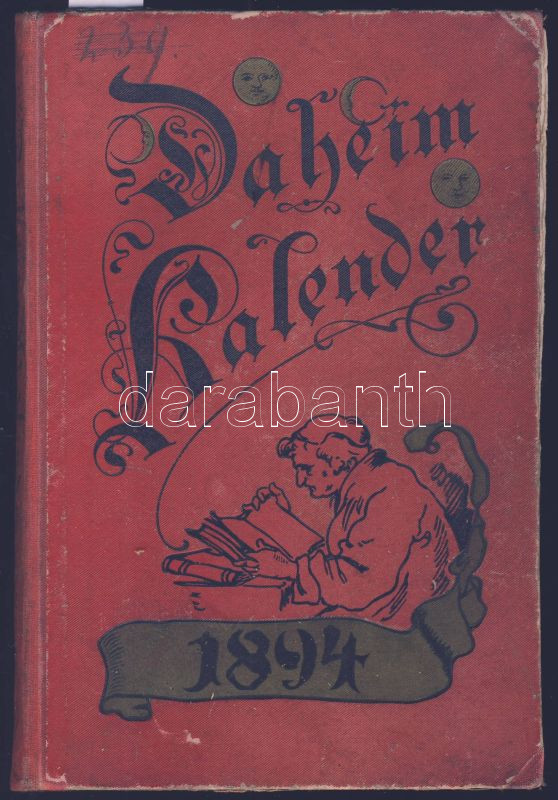 239.
Daheim
Kalender
darabanth
1894